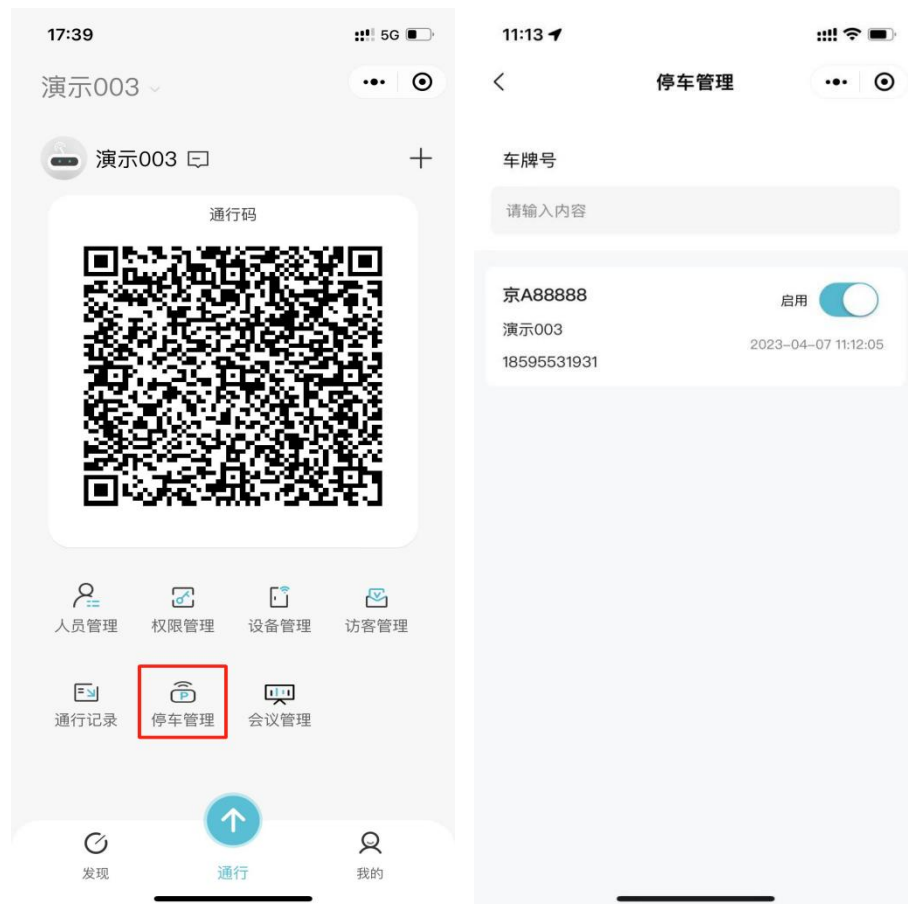 17:39
5G
演示003
演示003
通行码
人员管理
权限管理
设备管理
访客管理
通行记录
P
停车管理
会议管理
发现
通行
我的
11:13
停车管理
车牌号
请输入内容
京A88888
启用
演示003
2023-04-07 11:12:05
18595531931